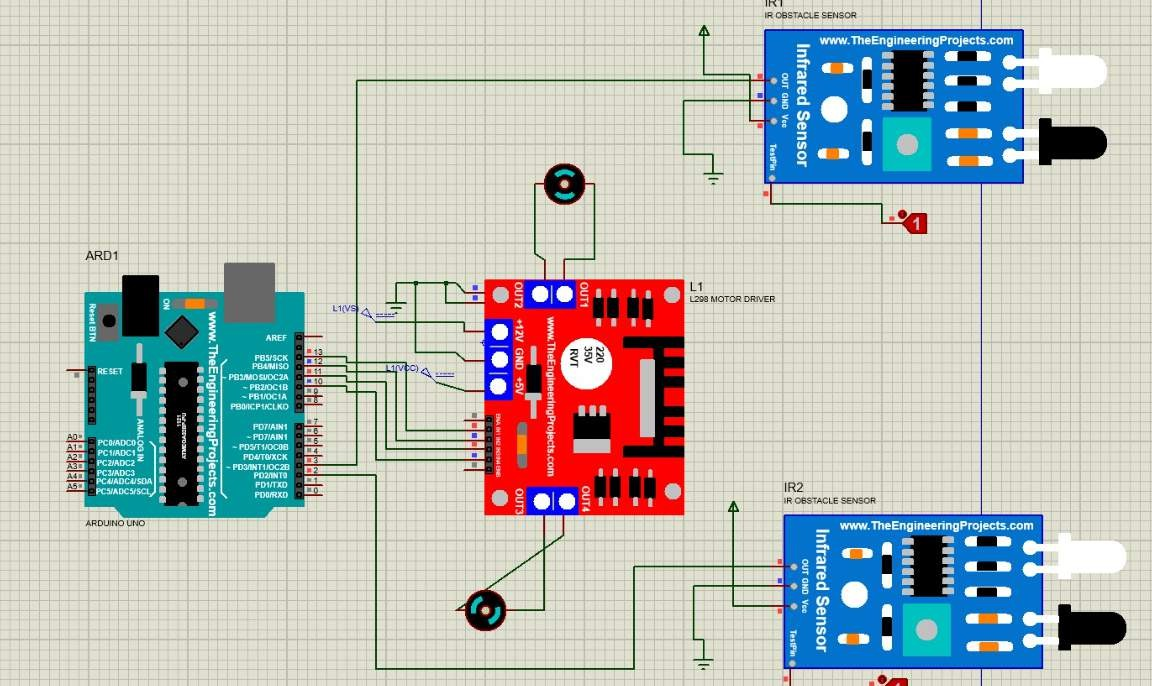 IR1
IR OBSTACLE SENSOR
www.TheEngineeringProjects.com
Infrared Sensor
OUT
GND
Vcc
TestPin
1
ARD1
Reset BTN
ON
www.TheEngineeringProjects.com
AREF
RESET
PB5/SCK
13
PB4/MISO
12
~ PB3/MOSI/OC2A
11
~ PB2/OC1B
10
~ PB1/OC1A
9
PB0/ICP1/CLKO
8
PD7/AIN1
7
~ PD7/AIN1
6
~ PD5/T1/OC0B
5
PD4/T0/XCK
4
~ PD3/INT1/OC2B
3
PD2/INT0
2
PD1/TXD
1
PD0/RXD
0
ANALOG IN
A0
PC0/ADC0
A1
PC1/ADC1
A2
PC2/ADC2
A3
PC3/ADC3
A4
PC4/ADC4/SDA
A5
PC5/ADC5/SCL
ARDUINO UNO
L1(VS)
L1(VCC)
L1
L298 MOTOR DRIVER
OUT2
OUT1
+12V
GND
+5V
www.TheEngineeringProjects.com
220
35V
RVT
OUT3
OUT4
IR2
IR OBSTACLE SENSOR
www.TheEngineeringProjects.com
Infrared Sensor
OUT
GND
Vcc
TestPin